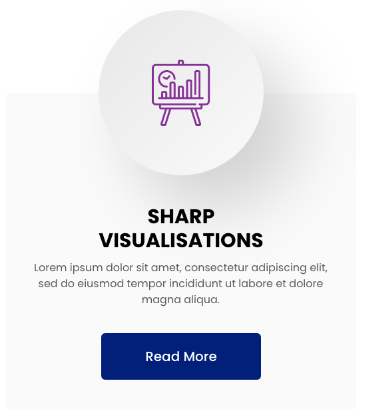 SHARP
VISUALISATIONS
Lorem ipsum dolor sit amet, consectetur adipiscing elit,
sed do eiusmod tempor incididunt ut labore et dolore
magna aliqua.
Read More